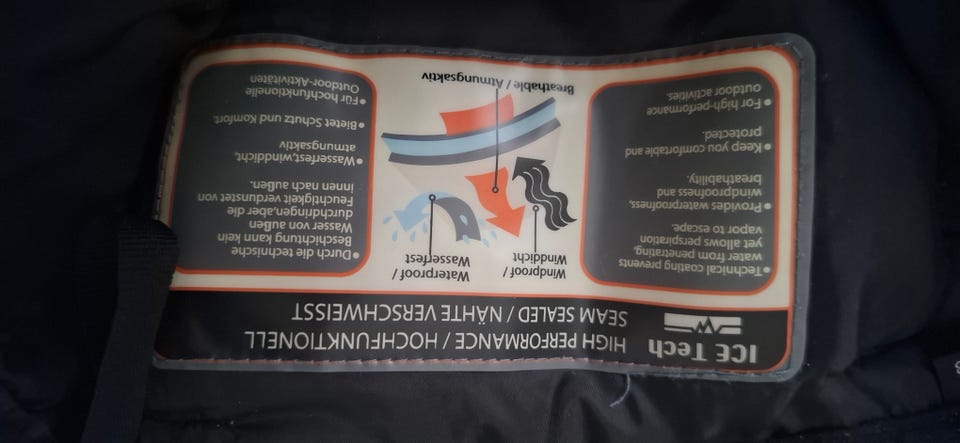 ICE Tech
HIGH PERFORMANCE / HOCHFUNKTIONELL
SEAM SEALED / NÄHTE VERSCHWEISST
•Technical coating prevents
from water penetrating,
yet allows perspiration
vapor to escape.
•Provides waterproofness,
windproofness and
breathability.
•Keep you comfortable and
protected.
•For high-performance
outdoor activities.
Windproof /
Winddicht
Waterproof /
Wasserfest
Breathable / Atmungsaktiv
•Durch die technische
Beschichtung kann kein
Wasser von außen
durchdringen,aber die
Feuchtigkeit verdunstet von
innen nach außen.
•Wasserfest,winddicht,
atmungsaktiv
•Bietet Schutz und Komfort.
•Für hochfunktionelle
Outdoor-Aktivitäten